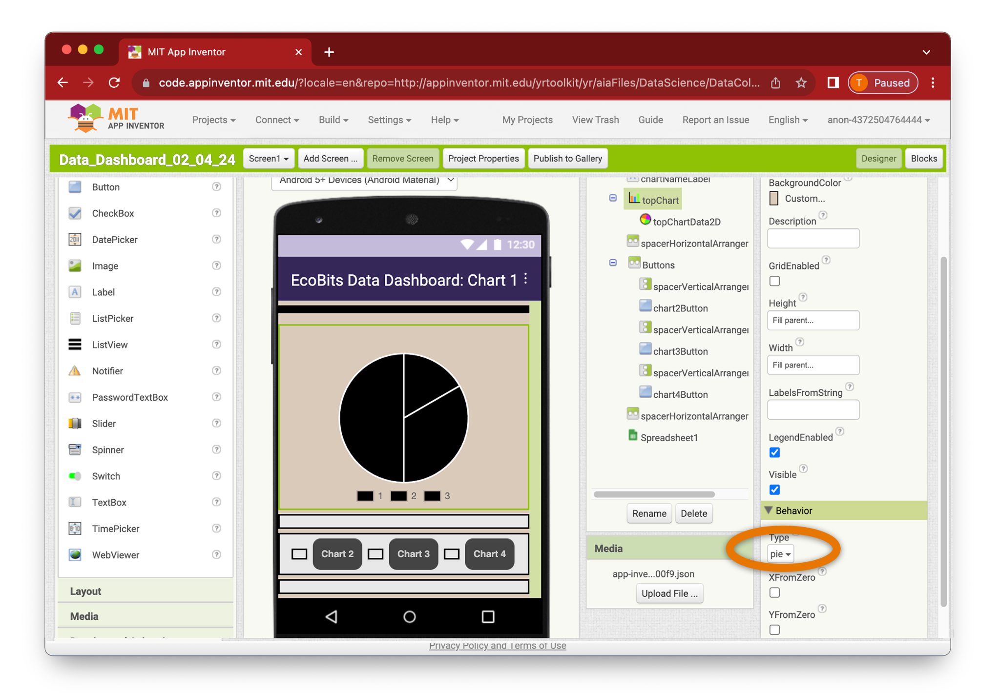 MIT App Inventor
code.appinventor.mit.edu/?locale=en&repo=http://appinventor.mit.edu/yrtoolkit/yr/aiaFiles/DataScience/DataCol...
T Paused
MIT
APP INVENTOR
Projects Connect Build Settings Help My Projects View Trash Guide Report an Issue English anon-4372504764444
Data_Dashboard_02_04_24 Screen1 Add Screen ... Remove Screen Project Properties Publish to Gallery Designer Blocks
Button ?
CheckBox ?
DatePicker ?
Image ?
Label ?
ListPicker ?
ListView ?
Notifier ?
PasswordTextBox ?
Slider ?
Spinner ?
Switch ?
TextBox ?
TimePicker ?
WebViewer ?
Layout
Media
Android 5+ Devices (Android Material)
12:30
EcoBits Data Dashboard: Chart 1
1 2 3
Chart 2 Chart 3 Chart 4
chartNameLabel
topChart
topChartData2D
spacerHorizontalArranger
Buttons
spacerVerticalArranger
chart2Button
spacerVerticalArranger
chart3Button
spacerVerticalArranger
chart4Button
spacerHorizontalArranger
Spreadsheet1
Rename Delete
Media
app-inve...00f9.json
Upload File ...
BackgroundColor ?
Custom...
Description ?
GridEnabled ?
Height ?
Fill parent...
Width ?
Fill parent...
LabelsFromString ?
LegendEnabled ?
Visible ?
Behavior
Type
pie
XFromZero ?
YFromZero ?
Privacy Policy and Terms of Use